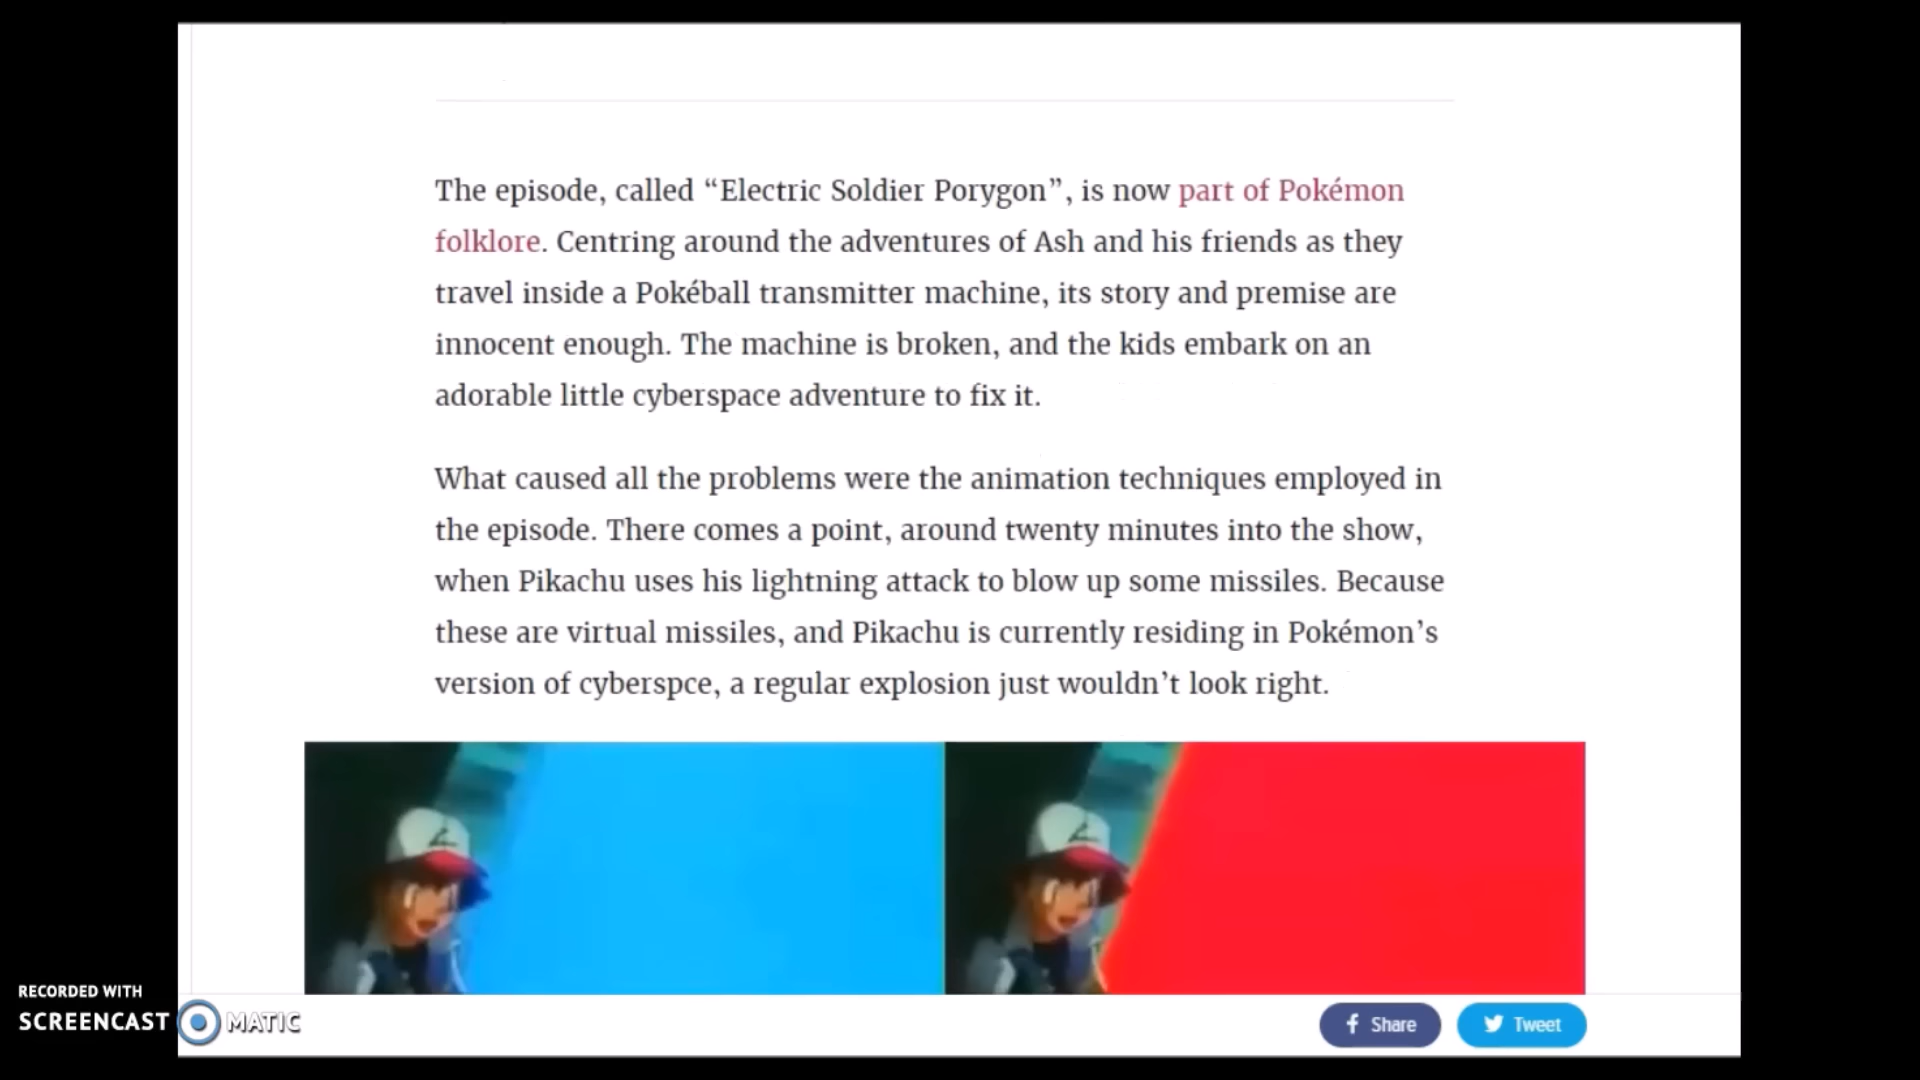 The episode, called “Electric Soldier Porygon”, is now part of Pokémon
folklore. Centring around the adventures of Ash and his friends as they
travel inside a Pokéball transmitter machine, its story and premise are
innocent enough. The machine is broken, and the kids embark on an
adorable little cyberspace adventure to fix it.
What caused all the problems were the animation techniques employed in
the episode. There comes a point, around twenty minutes into the show,
when Pikachu uses his lightning attack to blow up some missiles. Because
these are virtual missiles, and Pikachu is currently residing in Pokémon’s
version of cyberspce, a regular explosion just wouldn’t look right.
RECORDED WITH
SCREENCAST MATIC
Share
Tweet